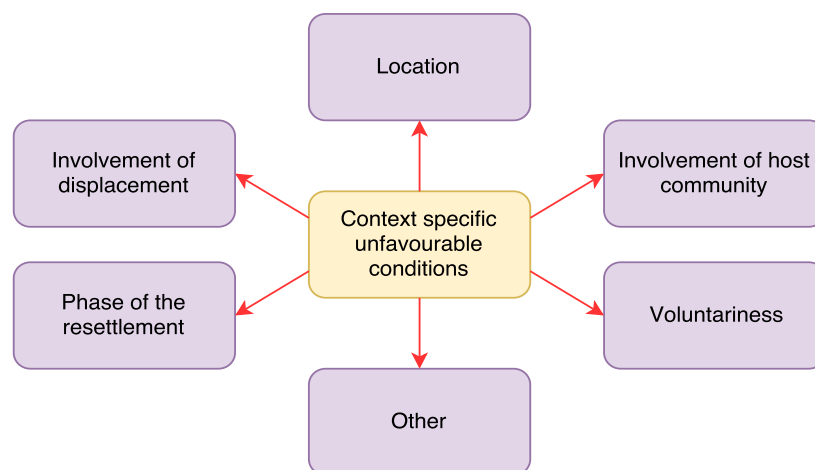 Location
Involvement of
displacement
Involvement of host
community
Context specific
unfavourable
conditions
Phase of the
resettlement
Voluntariness
Other